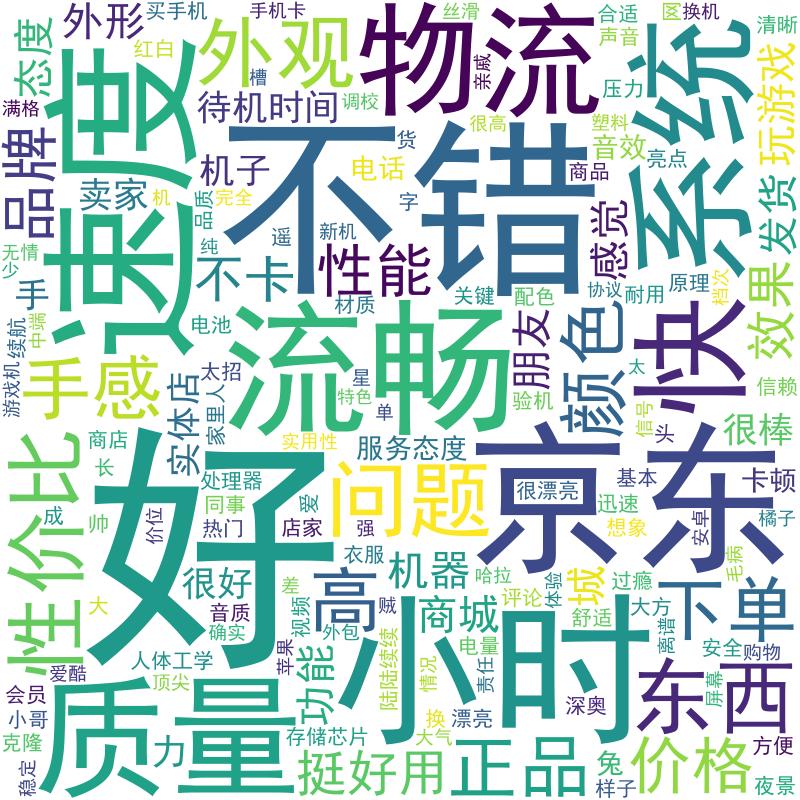 外形
买手机
手机卡
丝滑
合适
网
换机
清晰
态度
红白
外观
物流
声音
系统
玩游戏
速度
槽
亲戚
压力
满格
待机时间
调校
很高
塑料
品牌
不错
货
音效
亮点
机子
电话
商品
卖家
机
品质
完全
字
感觉
发货
纯
遥
新机
无情
少
手
不卡
性能
关键
配色
协议
耐用
原理
档次
效果
材质
中端
续航
电池
流畅
朋友
颜色
快
游戏机
手感
太招
星
特色
单
验机
太
信号
头
信赖
实体店
家里人
很棒
性价比
商店
长
好
实用性
服务态度
京东
处理器
问题
很漂亮
基本
卡顿
成
帅
价位
同事
热门
爱
店家
强
迅速
想象
安卓
橘子
大
很好
衣服
机器
哈拉
毛病
音质
确实
差
视频
高
贼
商城
评论
体验
城
过瘾
舒适
大方
下单
外包
小时
电量
离谱
安全
购物
爱酷
人体工学
顶尖
苹果
功能
陆陆续续
情况
责任
东西
屏幕
会员
小哥
克隆
质量
换
漂亮
深奥
力
存储芯片
大气
方便
稳定
挺好用
正品
兔
样子
价格
夜景